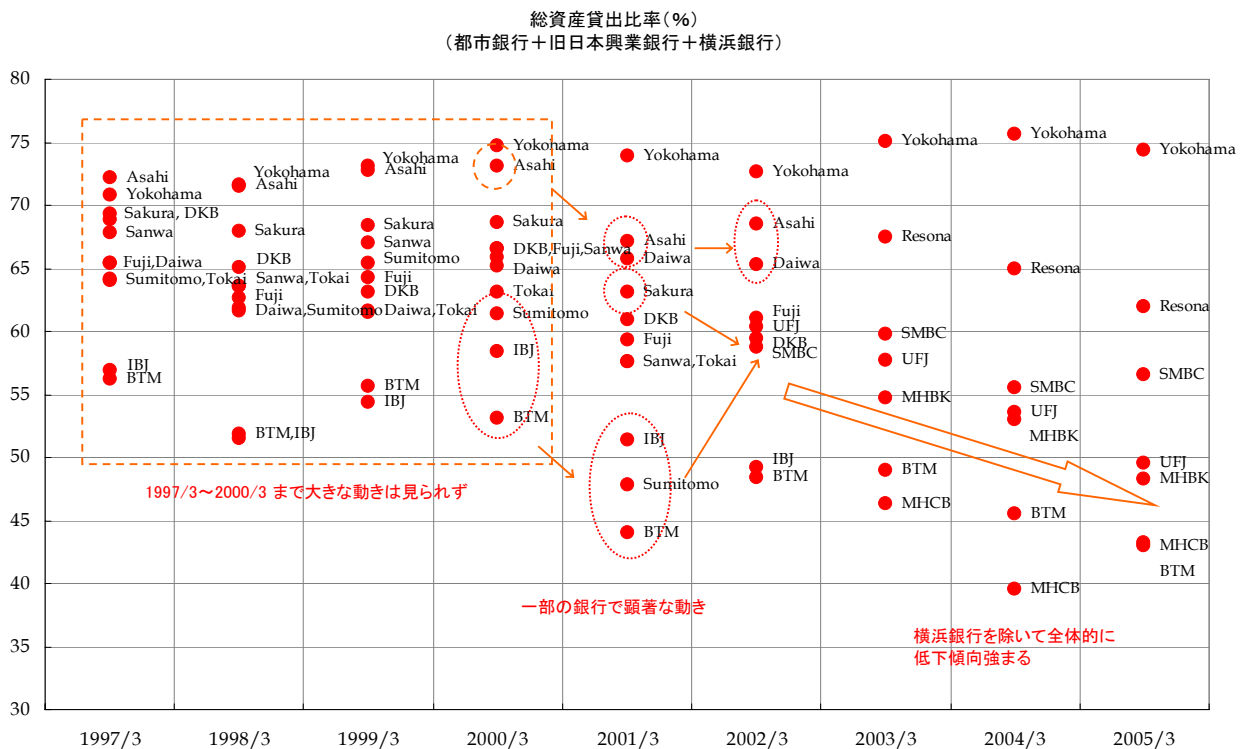 総資産貸出比率(%)
(都市銀行+旧日本興業銀行+横浜銀行)
80
75
70
65
60
55
50
45
40
35
30
Asahi
Yokohama
Sakura, DKB
Sanwa
Fuji,Daiwa
Sumitomo,Tokai
IBJ
BTM
Yokohama
Asahi
Sakura
DKB
Sanwa,Tokai
Fuji
Daiwa,Sumitomo
BTM,IBJ
Yokohama
Asahi
Sakura
Sanwa
Sumitomo
Fuji
DKB
Daiwa,Tokai
BTM
IBJ
Yokohama
Asahi
Sakura
DKB,Fuji,Sanwa
Daiwa
Tokai
Sumitomo
IBJ
BTM
Yokohama
Asahi
Daiwa
Sakura
DKB
Fuji
Sanwa,Tokai
IBJ
Sumitomo
BTM
Yokohama
Asahi
Daiwa
Fuji
UFJ
DKB
SMBC
IBJ
BTM
Yokohama
Resona
SMBC
UFJ
MHBK
BTM
MHCB
Yokohama
Resona
SMBC
UFJ
MHBK
BTM
MHCB
Yokohama
Resona
SMBC
UFJ
MHBK
MHCB
BTM
1997/3~2000/3 まで大きな動きは見られず
一部の銀行で顕著な動き
横浜銀行を除いて全体的に
低下傾向強まる
1997/3
1998/3
1999/3
2000/3
2001/3
2002/3
2003/3
2004/3
2005/3